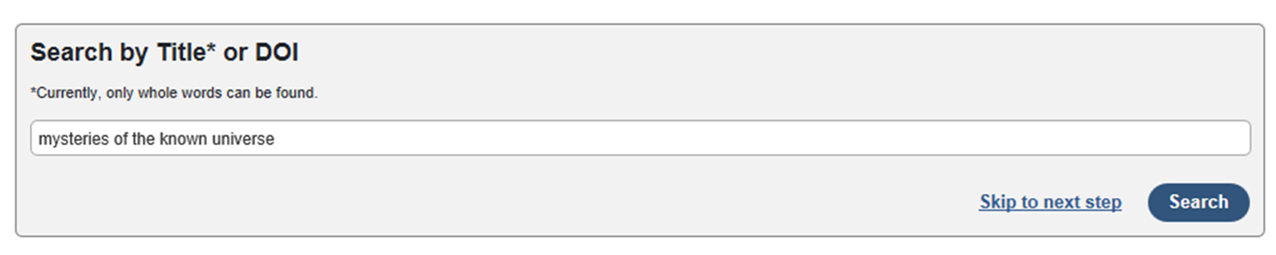 Search by Title* or DOI
*Currently, only whole words can be found.
mysteries of the known universe
Skip to next step
Search